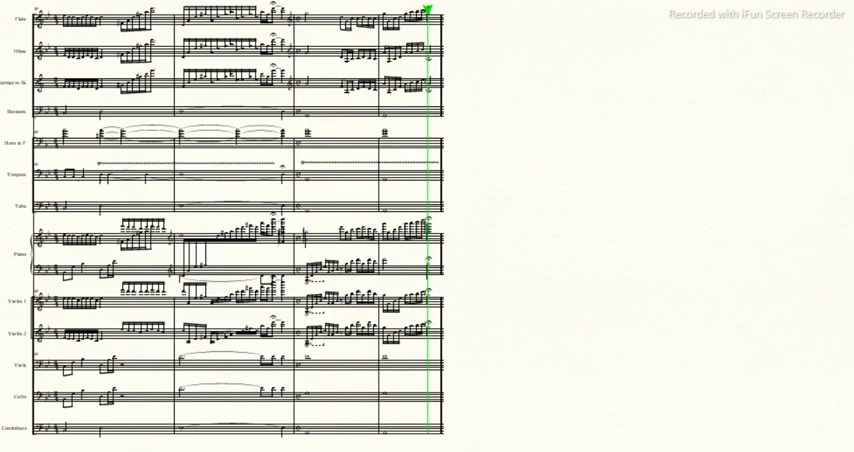 Recorded with iFun Screen Recorder
Flute
Oboe
Bassoon
Horn in F
Timpani
Tuba
Piano
Violin 1
Violin 2
Viola
Cello
Contrabass